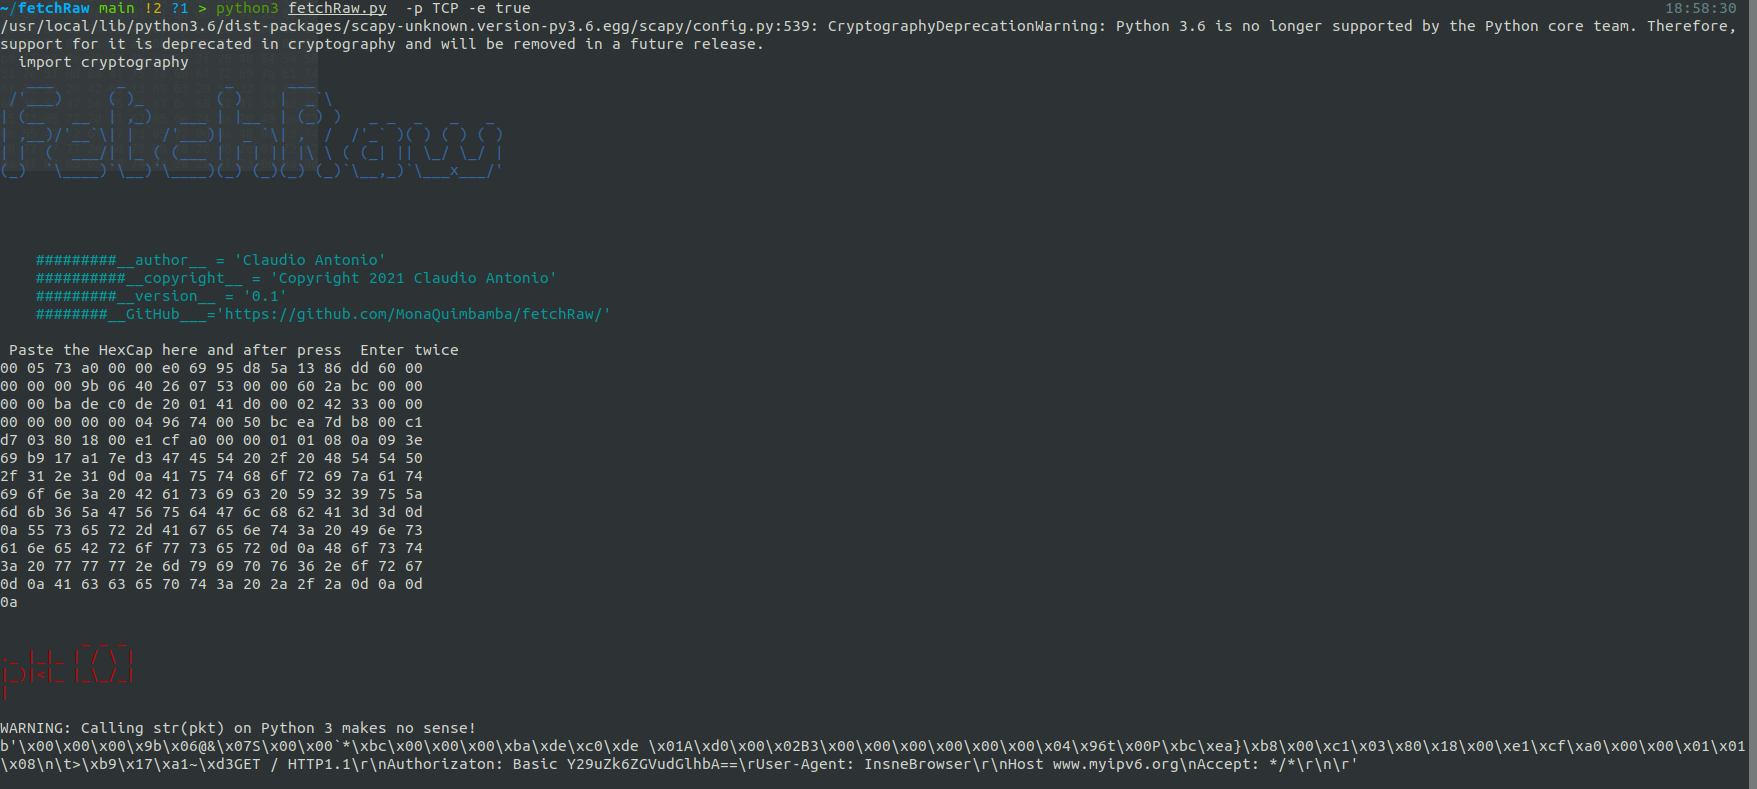 ~/fetchRaw main !2 ?1 > python3 fetchRaw.py  -p TCP -e true 18:58:30
/usr/local/lib/python3.6/dist-packages/scapy-unknown.version-py3.6.egg/scapy/config.py:539: CryptographyDeprecationWarning: Python 3.6 is no longer supported by the Python core team. Therefore,
support for it is deprecated in cryptography and will be removed in a future release.
  import cryptography
fetchRaw
#########__author__ = 'Claudio Antonio'
##########__copyright__ = 'Copyright 2021 Claudio Antonio'
#########__version__ = '0.1'
########__GitHub___='https://github.com/MonaQuimbamba/fetchRaw/'
Paste the HexCap here and after press  Enter twice
00 05 73 a0 00 00 e0 69 95 d8 5a 13 86 dd 60 00
00 00 00 9b 06 40 26 07 53 00 00 60 2a bc 00 00
00 00 ba de c0 de 20 01 41 d0 00 02 42 33 00 00
00 00 00 00 00 04 96 74 00 50 bc ea 7d b8 00 c1
d7 03 80 18 00 e1 cf a0 00 00 01 01 08 0a 09 3e
69 b9 17 a1 7e d3 47 45 54 20 2f 20 48 54 54 50
2f 31 2e 31 0d 0a 41 75 74 68 6f 72 69 7a 61 74
69 6f 6e 3a 20 42 61 73 69 63 20 59 32 39 75 5a
6d 6b 36 5a 47 56 75 64 47 6c 68 62 41 3d 3d 0d
0a 55 73 65 72 2d 41 67 65 6e 74 3a 20 49 6e 73
61 6e 65 42 72 6f 77 73 65 72 0d 0a 48 6f 73 74
3a 20 77 77 77 2e 6d 79 69 70 76 36 2e 6f 72 67
0d 0a 41 63 63 65 70 74 3a 20 2a 2f 2a 0d 0a 0d
0a
WARNING: Calling str(pkt) on Python 3 makes no sense!
b'\x00\x00\x00\x9b\x06@&\x07S\x00\x00`*\xbc\x00\x00\x00\xba\xde\xc0\xde \x01A\xd0\x00\x02B3\x00\x00\x00\x00\x00\x00\x00\x04\x96t\x00P\xbc\xea}\xb8\x00\xc1\x03\x80\x18\x00\xe1\xcf\xa0\x00\x00\x01\x01
\x08\n\t>\xb9\x17\xa1~\xd3GET / HTTP1.1\r\nAuthorizaton: Basic Y29uZk6ZGVudGlhbA==\rUser-Agent: InsneBrowser\r\nHost www.myipv6.org\nAccept: */*\r\n\r'